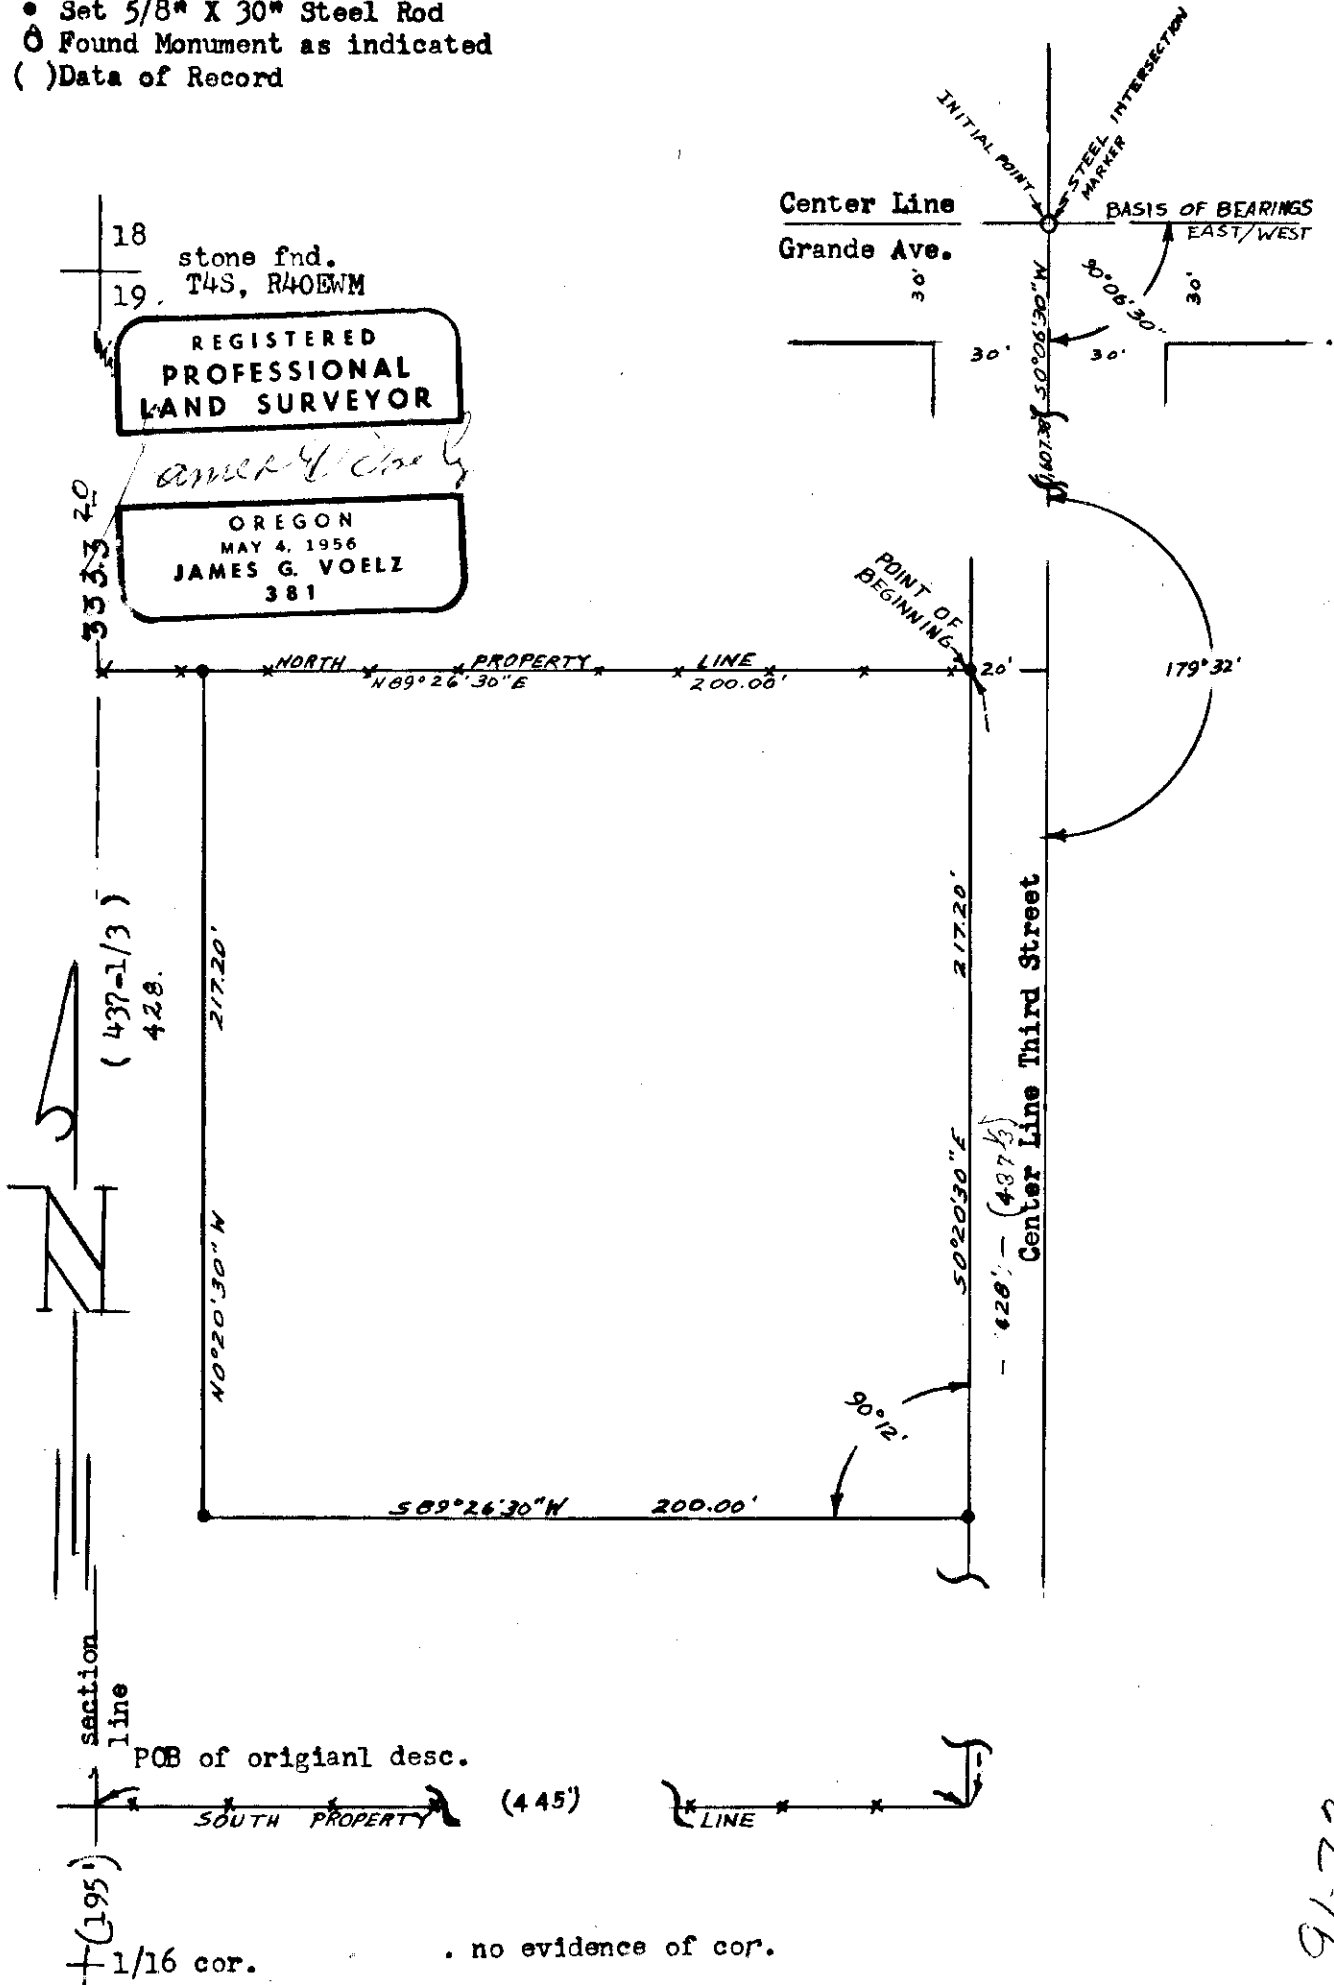 ● Set 5/8" X 30" Steel Rod
Found Monument as indicated
( )Data of Record
INITIAL POINT
STEEL INTERSECTION
MARKER
Center Line
Grande Ave.
BASIS OF BEARINGS
EAST/WEST
30'
30'
30'
30'
90°06'30"
S0°06'30"W
18
19
stone fnd.
T4S, R40EWM
REGISTERED
PROFESSIONAL
LAND SURVEYOR
OREGON
MAY 4, 1956
JAMES G. VOELZ
381
POINT OF
BEGINNING
20'
179°32'
NORTH PROPERTY LINE
N89°26'30"E 200.00'
(437-1/3)
428.
217.20'
N0°20'30"W
217.20'
S0°20'30"E
428'
(437 1/3)
Center Line Third Street
N
90°12'
S89°26'30"W 200.00'
section
line
POB of origianl desc.
(445')
SOUTH PROPERTY LINE
(195')
1/16 cor.
. no evidence of cor.